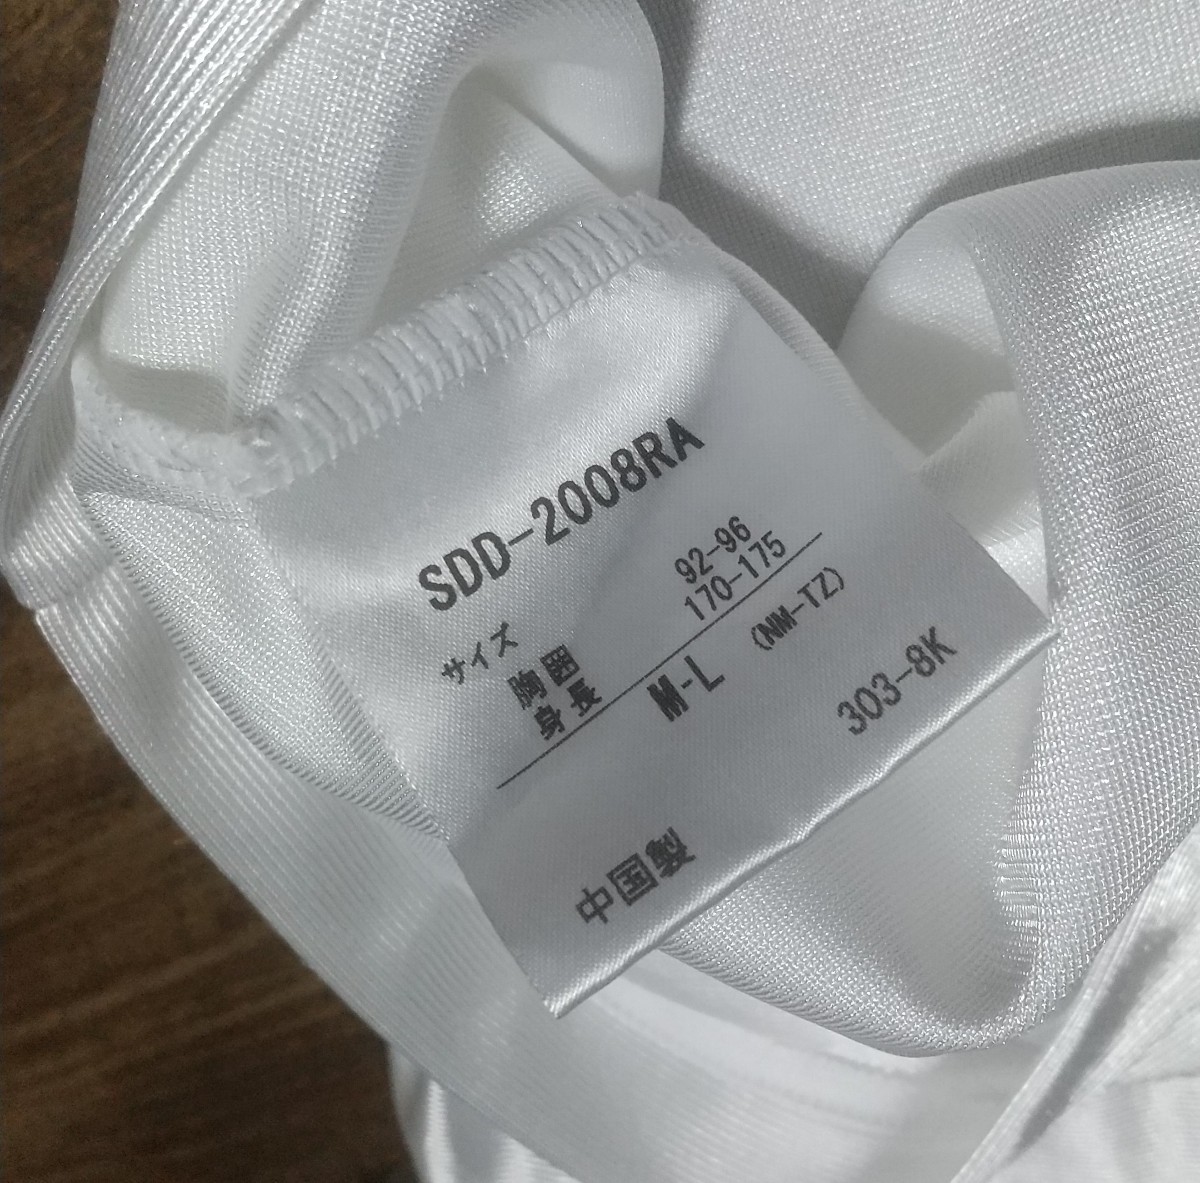 SDD-2008RA
サイズ
胸囲 92-96
身長 170-175
M-L (NM-TZ)
303-8K
中国製